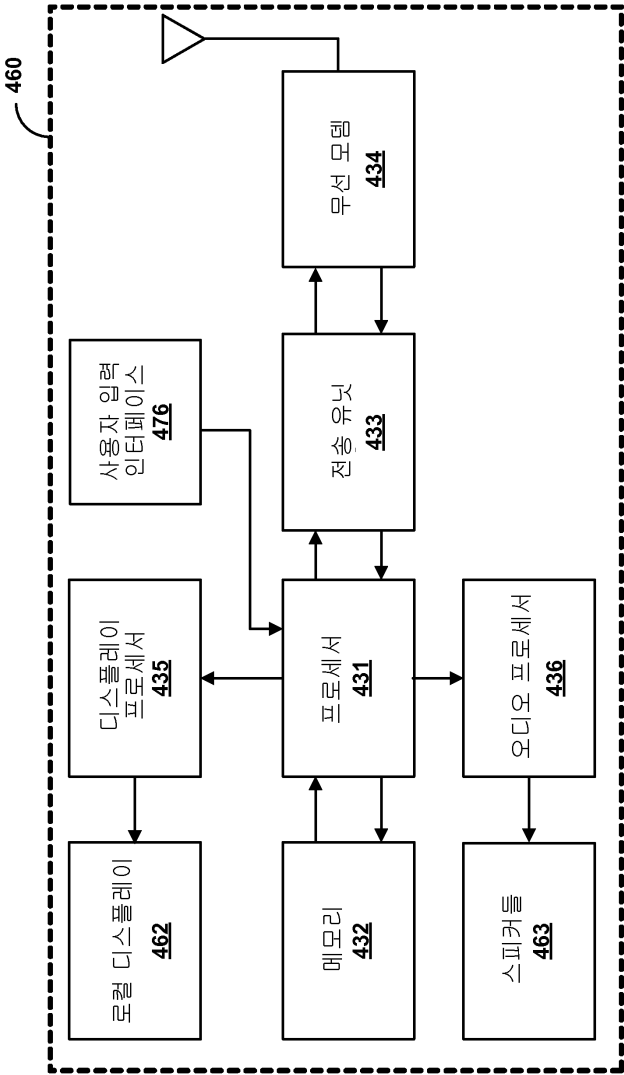 460
로컬 디스플레이
462
디스플레이
프로세서
435
사용자 입력
인터페이스
476
메모리
432
프로세서
431
전송 유닛
433
무선 모뎀
434
스피커들
463
오디오 프로세서
436